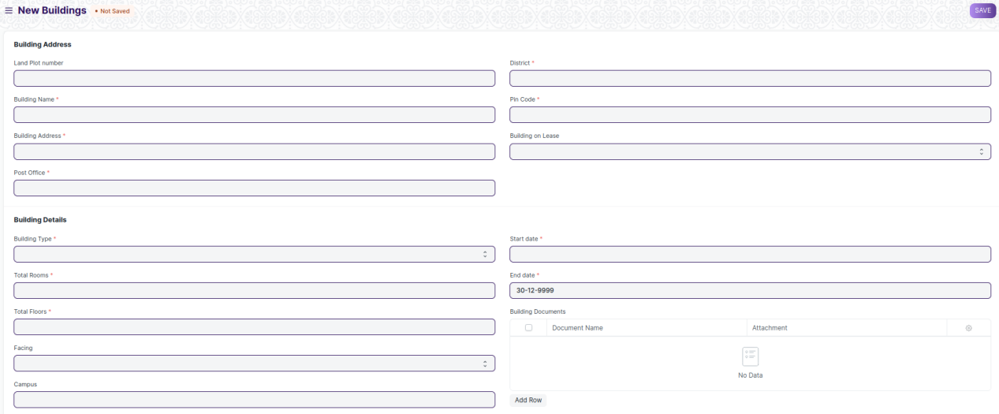 New Buildings • Not Saved
SAVE
Building Address
Land Plot number
District *
Building Name *
Pin Code *
Building Address *
Building on Lease
Post Office *
Building Details
Building Type *
Start date *
Total Rooms *
End date *
30-12-9999
Total Floors *
Building Documents
Document Name
Attachment
Facing
No Data
Campus
Add Row